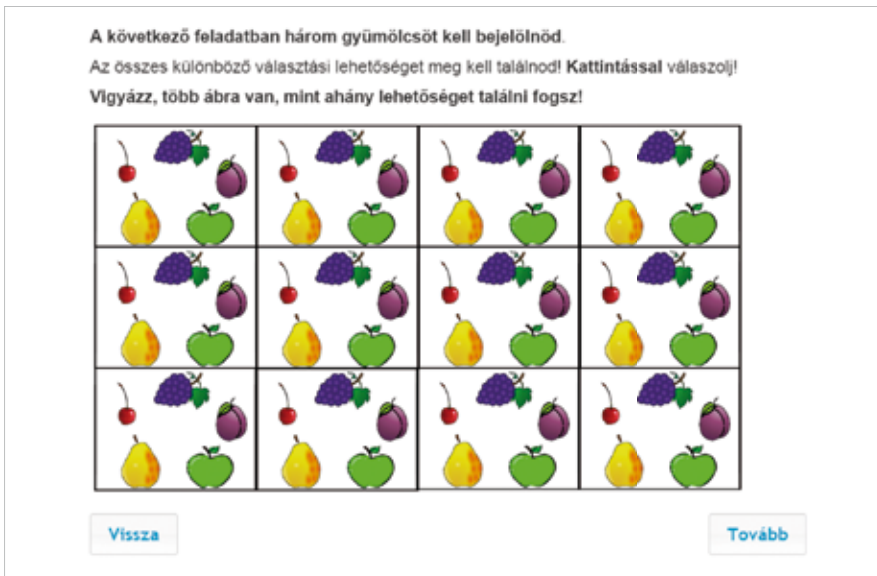 A következő feladatban három gyümölcsöt kell bejelölnöd.
Az összes különböző választási lehetőséget meg kell találnod! Kattintással válaszolj!
Vigyázz, több ábra van, mint ahány lehetőséget találni fogsz!
Vissza
Tovább